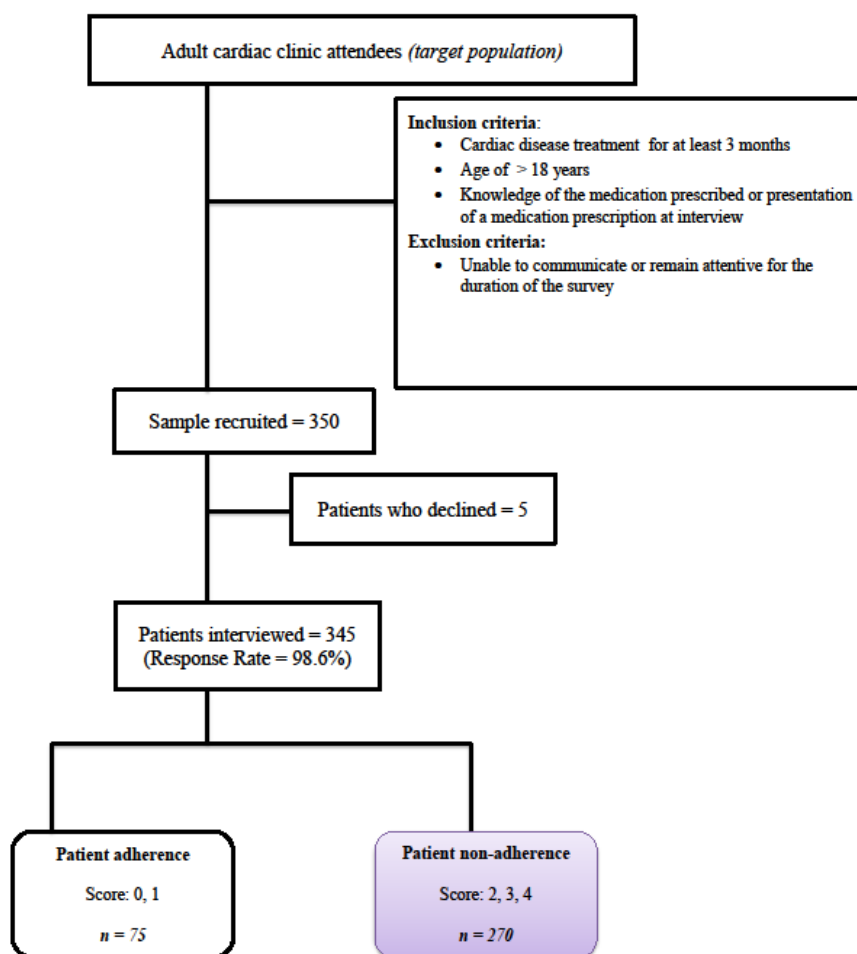 Adult cardiac clinic attendees (target population)
Inclusion criteria:
• Cardiac disease treatment for at least 3 months
• Age of > 18 years
• Knowledge of the medication prescribed or presentation
of a medication prescription at interview
Exclusion criteria:
• Unable to communicate or remain attentive for the
duration of the survey
Sample recruited = 350
Patients who declined = 5
Patients interviewed = 345
(Response Rate = 98.6%)
Patient adherence
Score: 0, 1
n = 75
Patient non-adherence
Score: 2, 3, 4
n = 270